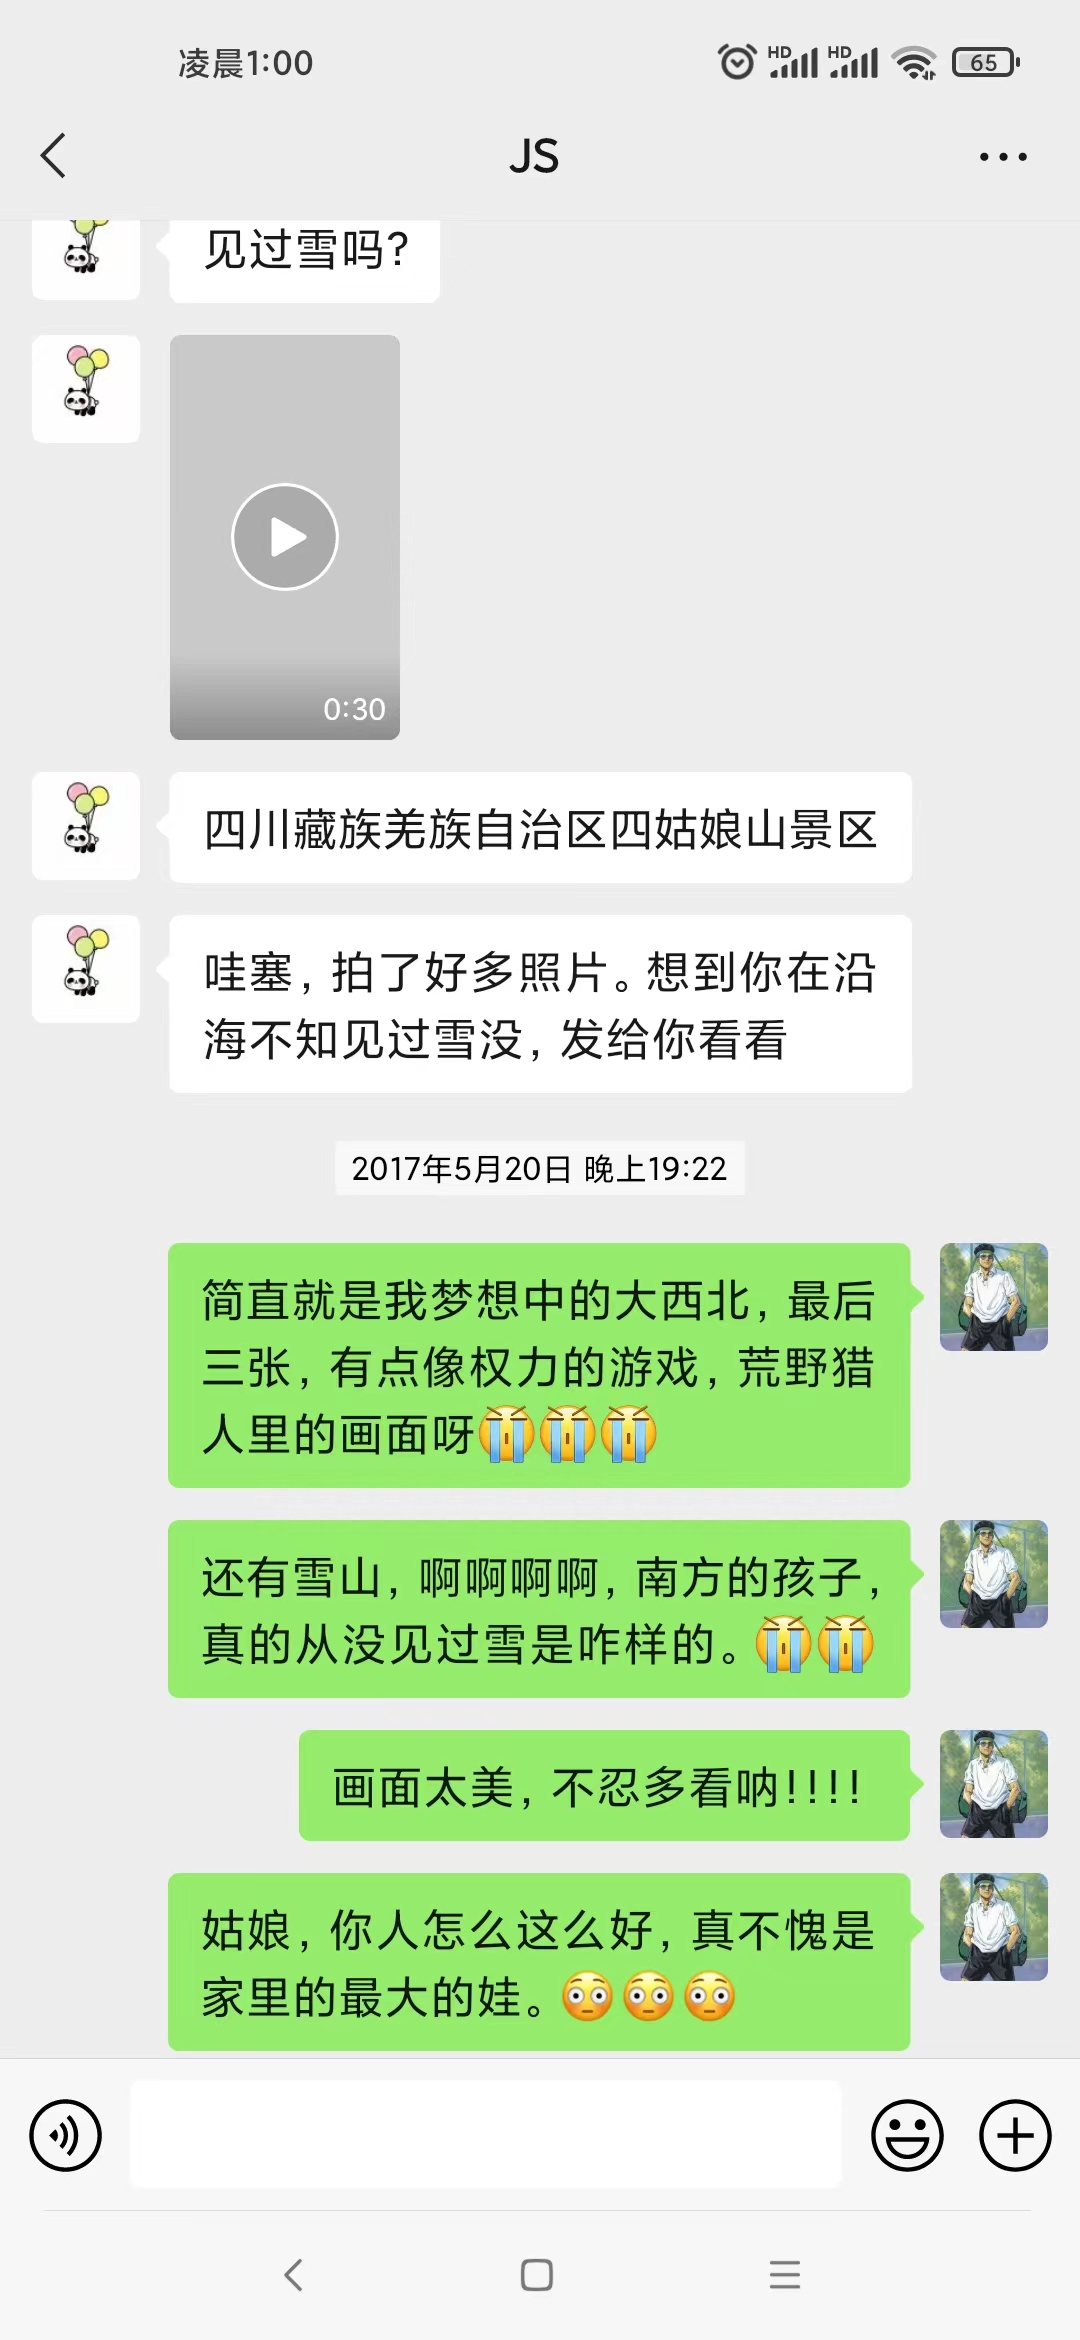 凌晨1:00
HD HD 65
JS
见过雪吗?
0:30
四川藏族羌族自治区四姑娘山景区
哇塞,拍了好多照片。想到你在沿
海不知见过雪没,发给你看看
2017年5月20日 晚上19:22
简直就是我梦想中的大西北,最后
三张,有点像权力的游戏,荒野猎
人里的画面呀😭😭😭
还有雪山,啊啊啊啊,南方的孩子,
真的从没见过雪是咋样的。😭😭
画面太美,不忍多看呐!!!!
姑娘,你人怎么这么好,真不愧是
家里的最大的娃。😳😳😳